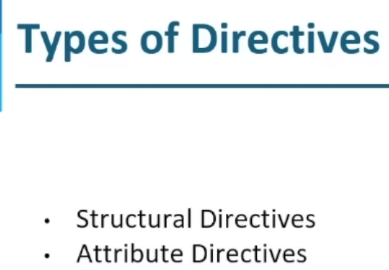 Types of Directives
• Structural Directives
• Attribute Directives